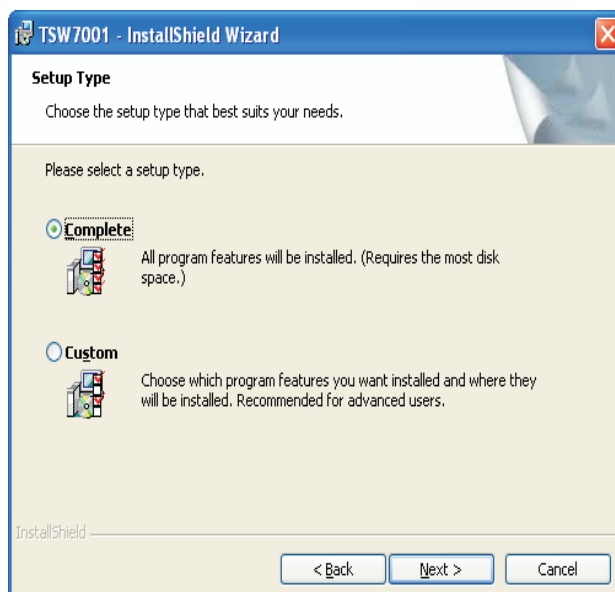 TSW7001 - InstallShield Wizard
Setup Type
Choose the setup type that best suits your needs.
Please select a setup type.
Complete
All program features will be installed. (Requires the most disk
space.)
Custom
Choose which program features you want installed and where they
will be installed. Recommended for advanced users.
InstallShield
< Back
Next >
Cancel